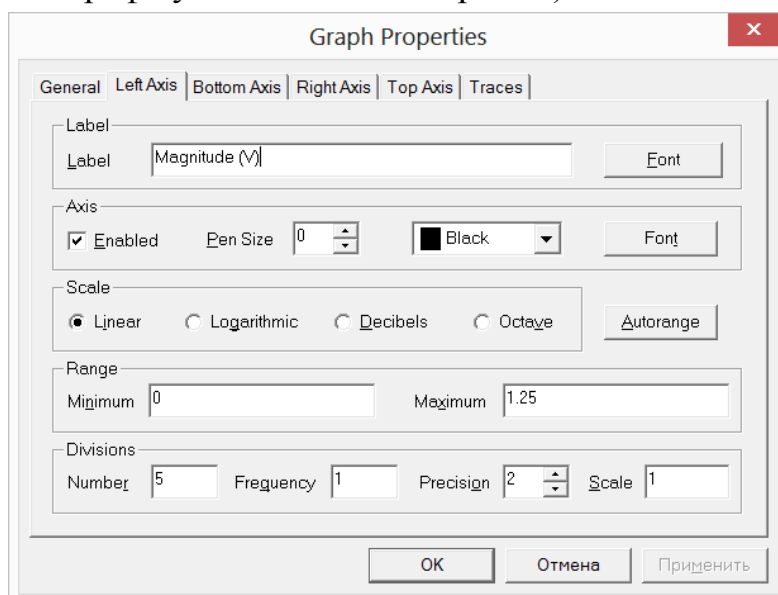 Graph Properties
General Left Axis Bottom Axis Right Axis Top Axis Traces
Label
Label Magnitude (V) Font
Axis
Enabled Pen Size 0 Black Font
Scale
Linear Logarithmic Decibels Octave Autorange
Range
Minimum 0 Maximum 1.25
Divisions
Number 5 Frequency 1 Precision 2 Scale 1
OK Отмена Применить